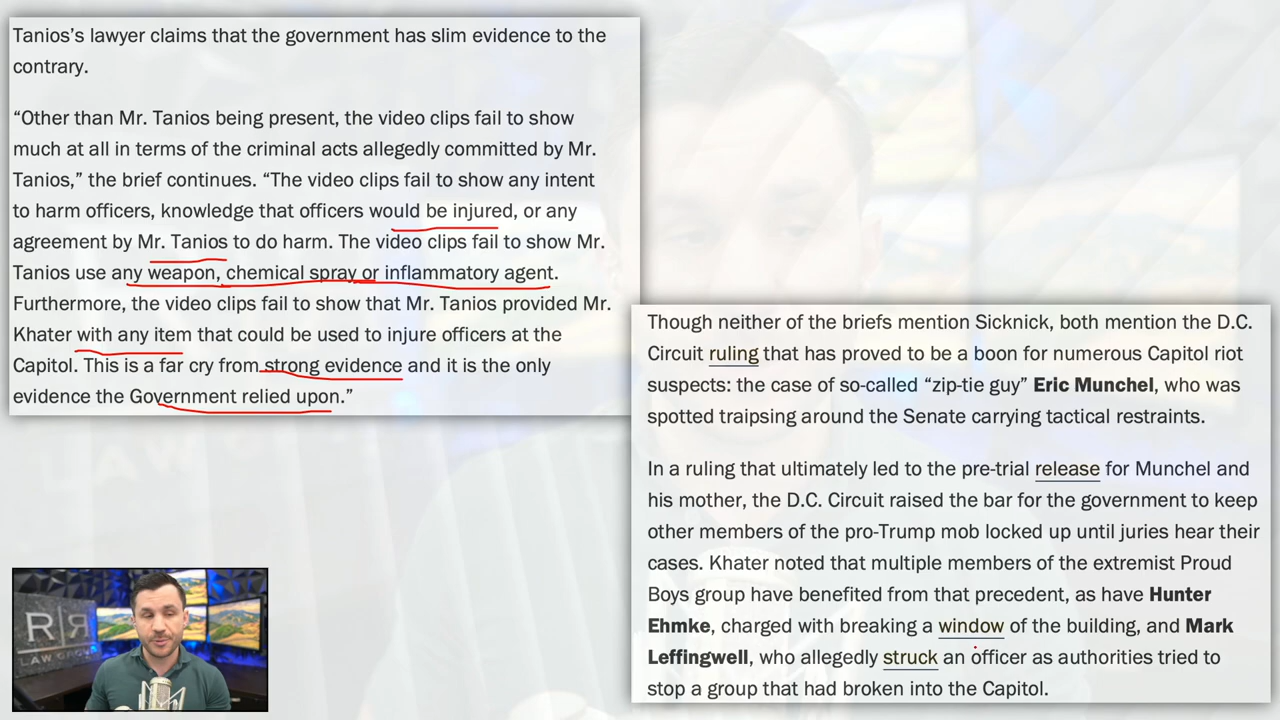 Tanios’s lawyer claims that the government has slim evidence to the
contrary.
“Other than Mr. Tanios being present, the video clips fail to show
much at all in terms of the criminal acts allegedly committed by Mr.
Tanios,” the brief continues. “The video clips fail to show any intent
to harm officers, knowledge that officers would be injured, or any
agreement by Mr. Tanios to do harm. The video clips fail to show Mr.
Tanios use any weapon, chemical spray or inflammatory agent.
Furthermore, the video clips fail to show that Mr. Tanios provided Mr.
Khater with any item that could be used to injure officers at the
Capitol. This is a far cry from strong evidence and it is the only
evidence the Government relied upon.”
Though neither of the briefs mention Sicknick, both mention the D.C.
Circuit ruling that has proved to be a boon for numerous Capitol riot
suspects: the case of so-called “zip-tie guy” Eric Munchel, who was
spotted traipsing around the Senate carrying tactical restraints.
In a ruling that ultimately led to the pre-trial release for Munchel and
his mother, the D.C. Circuit raised the bar for the government to keep
other members of the pro-Trump mob locked up until juries hear their
cases. Khater noted that multiple members of the extremist Proud
Boys group have benefited from that precedent, as have Hunter
Ehmke, charged with breaking a window of the building, and Mark
Leffingwell, who allegedly struck an officer as authorities tried to
stop a group that had broken into the Capitol.
R|R
LAW GROUP
LAW